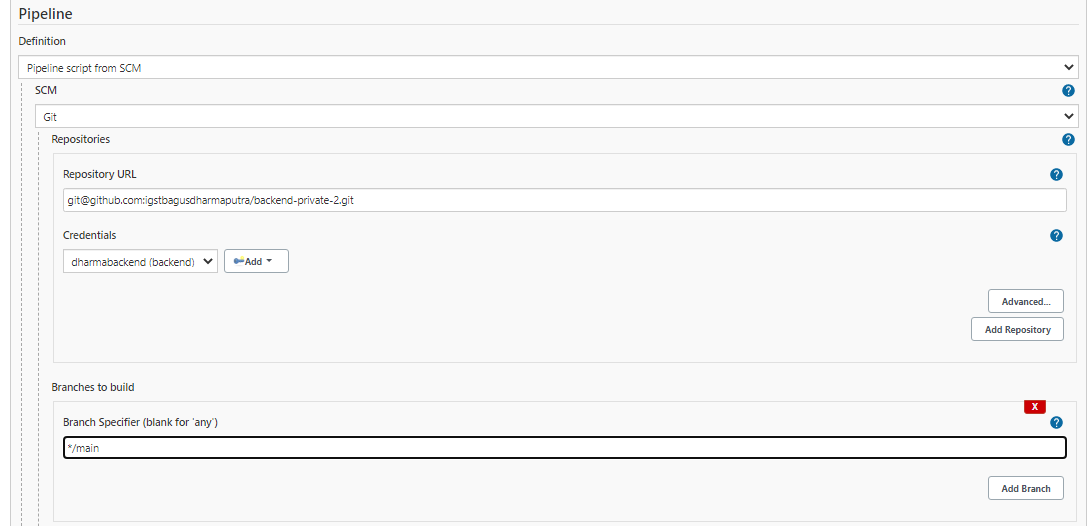 Pipeline
Definition
Pipeline script from SCM
SCM
?
Git
Repositories
?
Repository URL
?
git@github.com:igstbagusdharmaputra/backend-private-2.git
Credentials
?
dharmabackend (backend)
Add
Advanced...
Add Repository
Branches to build
X
Branch Specifier (blank for 'any')
?
*/main
Add Branch